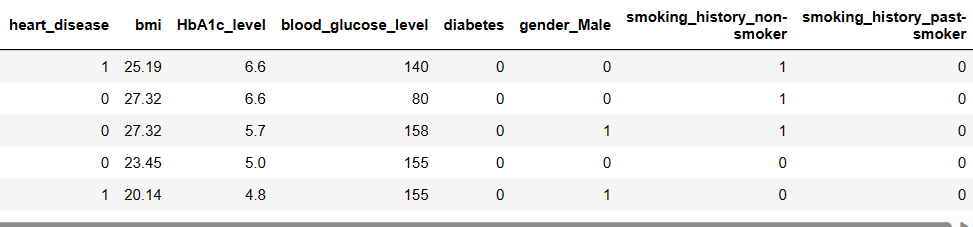 heart_disease bmi HbA1c_level blood_glucose_level diabetes gender_Male smoking_history_non-smoker smoking_history_past-smoker
1 25.19 6.6 140 0 0 1 0
0 27.32 6.6 80 0 0 1 0
0 27.32 5.7 158 0 1 1 0
0 23.45 5.0 155 0 0 0 0
1 20.14 4.8 155 0 1 0 0